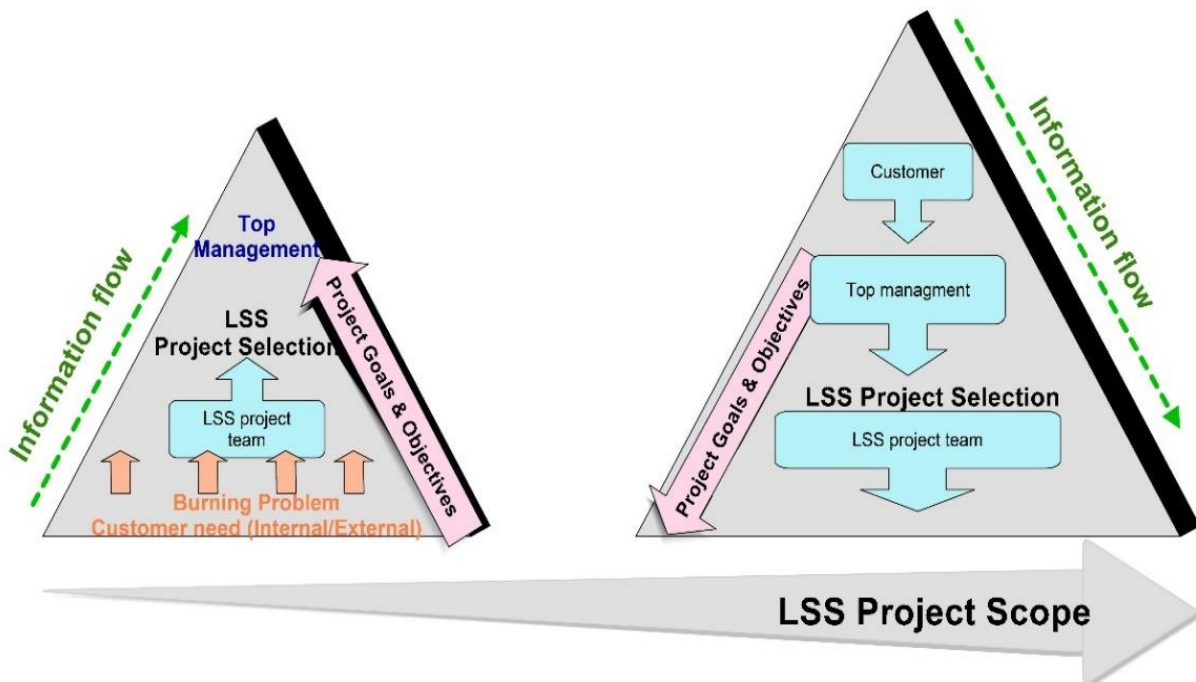 Information flow
Top
Management
LSS
Project Selection
LSS project
team
Burning Problem
Customer need (Internal/External)
Project Goals & Objectives
Customer
Top managment
LSS Project Selection
LSS project team
Project Goals & Objectives
Information flow
LSS Project Scope